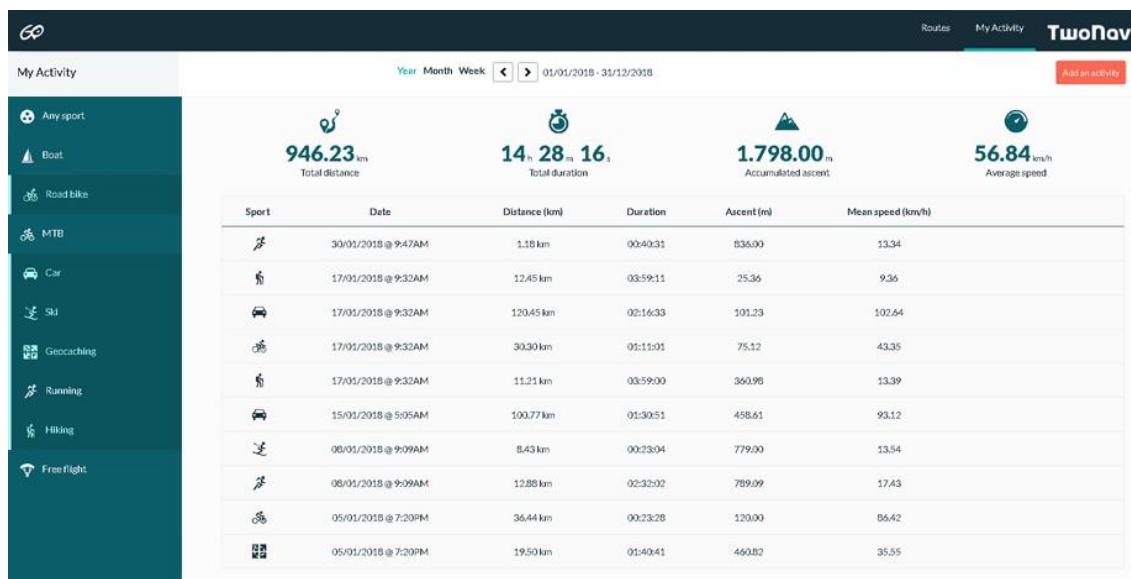 GO Routes My Activity TwoNav
My Activity Year Month Week 01/01/2018 - 31/12/2018 Add an activity
Any sport
Boat
Road bike
MTB
Car
Ski
Geocaching
Running
Hiking
Free flight
946.23 km 14 h 28 m 16 s 1.798.00 m 56.84 km/h
Total distance Total duration Accumulated ascent Average speed
Sport Date Distance (km) Duration Ascent (m) Mean speed (km/h)
30/01/2018 @ 9:47AM 1.18 km 00:40:31 836.00 13.34
17/01/2018 @ 9:32AM 12.45 km 03:59:11 25.36 9.36
17/01/2018 @ 9:32AM 120.45 km 02:16:33 101.23 102.64
17/01/2018 @ 9:32AM 30.30 km 01:11:01 75.12 43.35
17/01/2018 @ 9:32AM 11.21 km 03:59:00 360.98 13.39
15/01/2018 @ 5:05AM 100.77 km 01:30:51 458.61 93.12
08/01/2018 @ 9:09AM 8.43 km 00:23:04 779.00 13.54
08/01/2018 @ 9:09AM 12.88 km 02:32:02 789.09 17.43
05/01/2018 @ 7:20PM 36.44 km 00:23:28 120.00 86.42
05/01/2018 @ 7:20PM 19.50 km 01:40:41 460.82 35.55